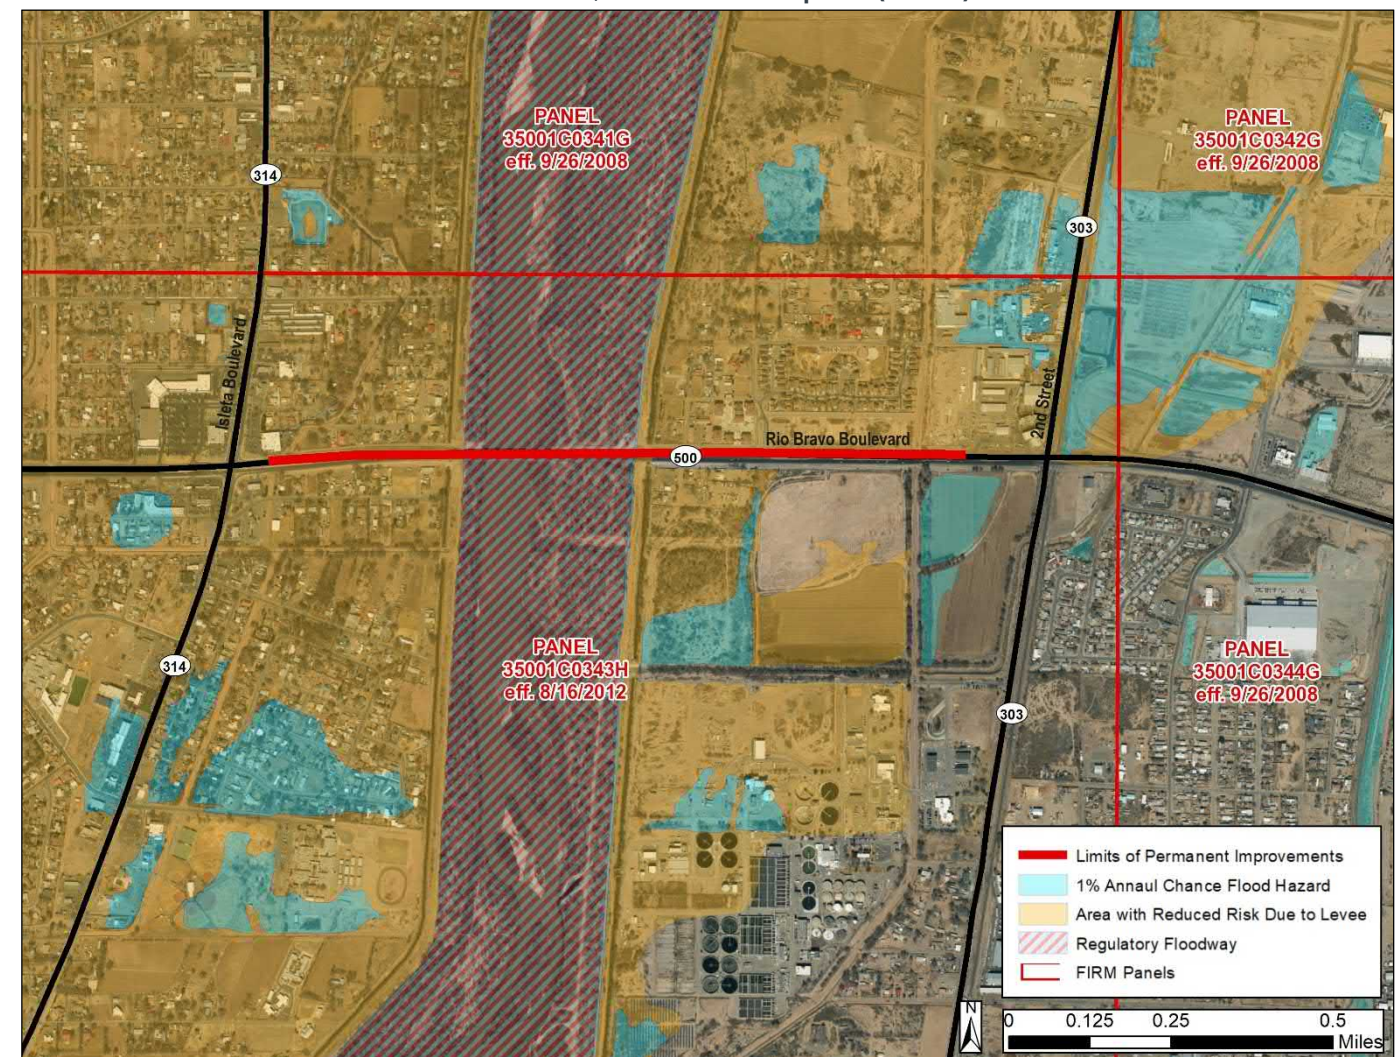 PANEL
35001C0341G
eff. 9/26/2008
PANEL
35001C0342G
eff. 9/26/2008
314
303
Isleta Boulevard
2nd Street
Rio Bravo Boulevard
500
PANEL
35001C0343H
eff. 8/16/2012
PANEL
35001C0344G
eff. 9/26/2008
314
303
Limits of Permanent Improvements
1% Annaul Chance Flood Hazard
Area with Reduced Risk Due to Levee
Regulatory Floodway
FIRM Panels
N
0 0.125 0.25 0.5
Miles